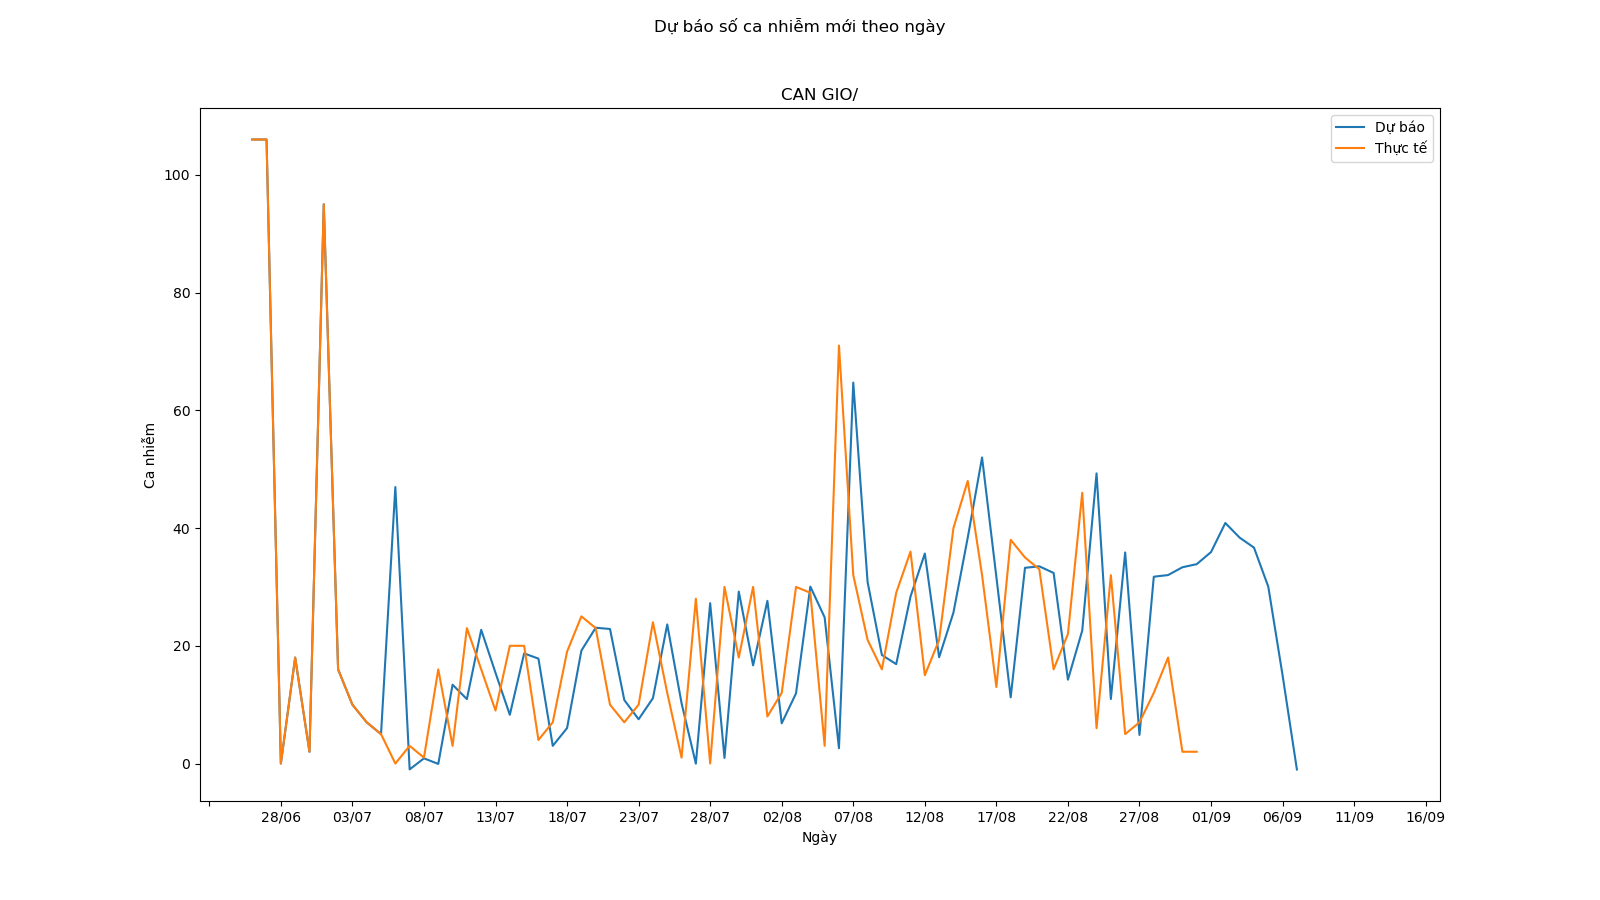 Dự báo số ca nhiễm mới theo ngày
CAN GIO/
Dự báo
Thực tế
100
80
60
40
20
0
Ca nhiễm
28/06 03/07 08/07 13/07 18/07 23/07 28/07 02/08 07/08 12/08 17/08 22/08 27/08 01/09 06/09 11/09 16/09
Ngày